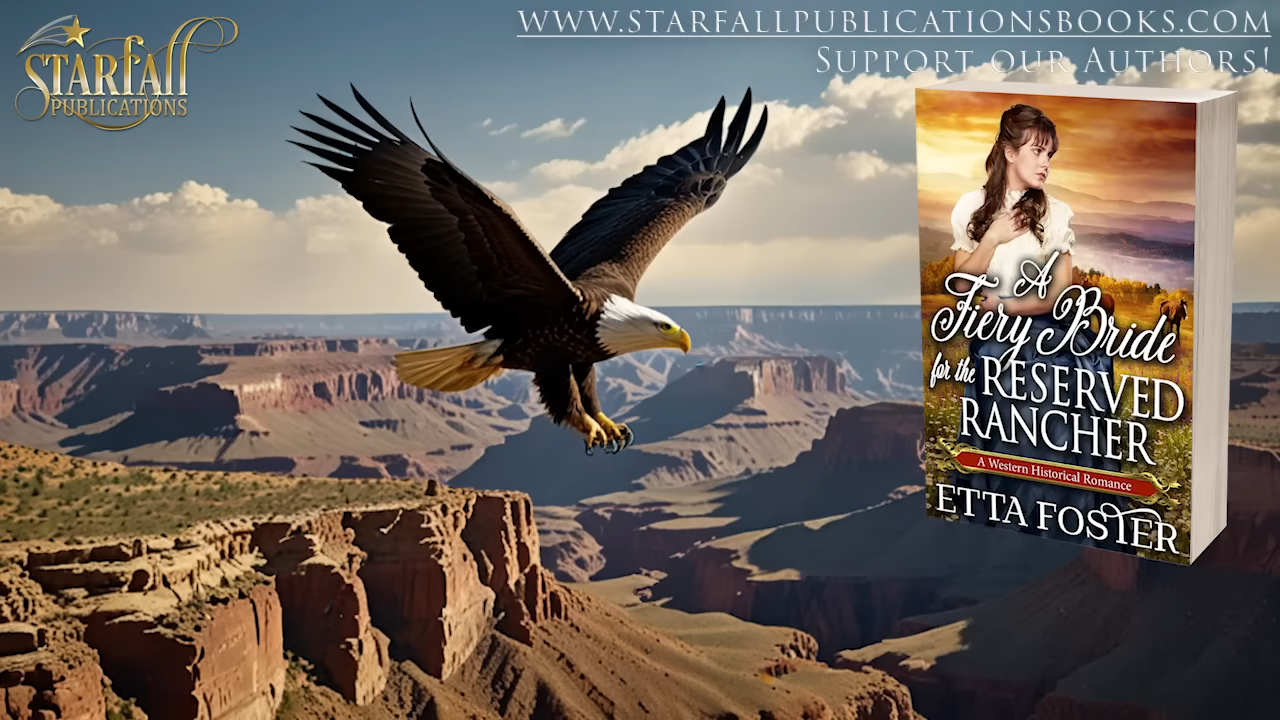 STARfall
PUBLICATIONS
WWW.STARFALLPUBLICATIONSBOOKS.COM
SUPPORT OUR AUTHORS!
A
Fiery Bride
for the RESERVED
RANCHER
A Western Historical Romance
ETTA FOSTER